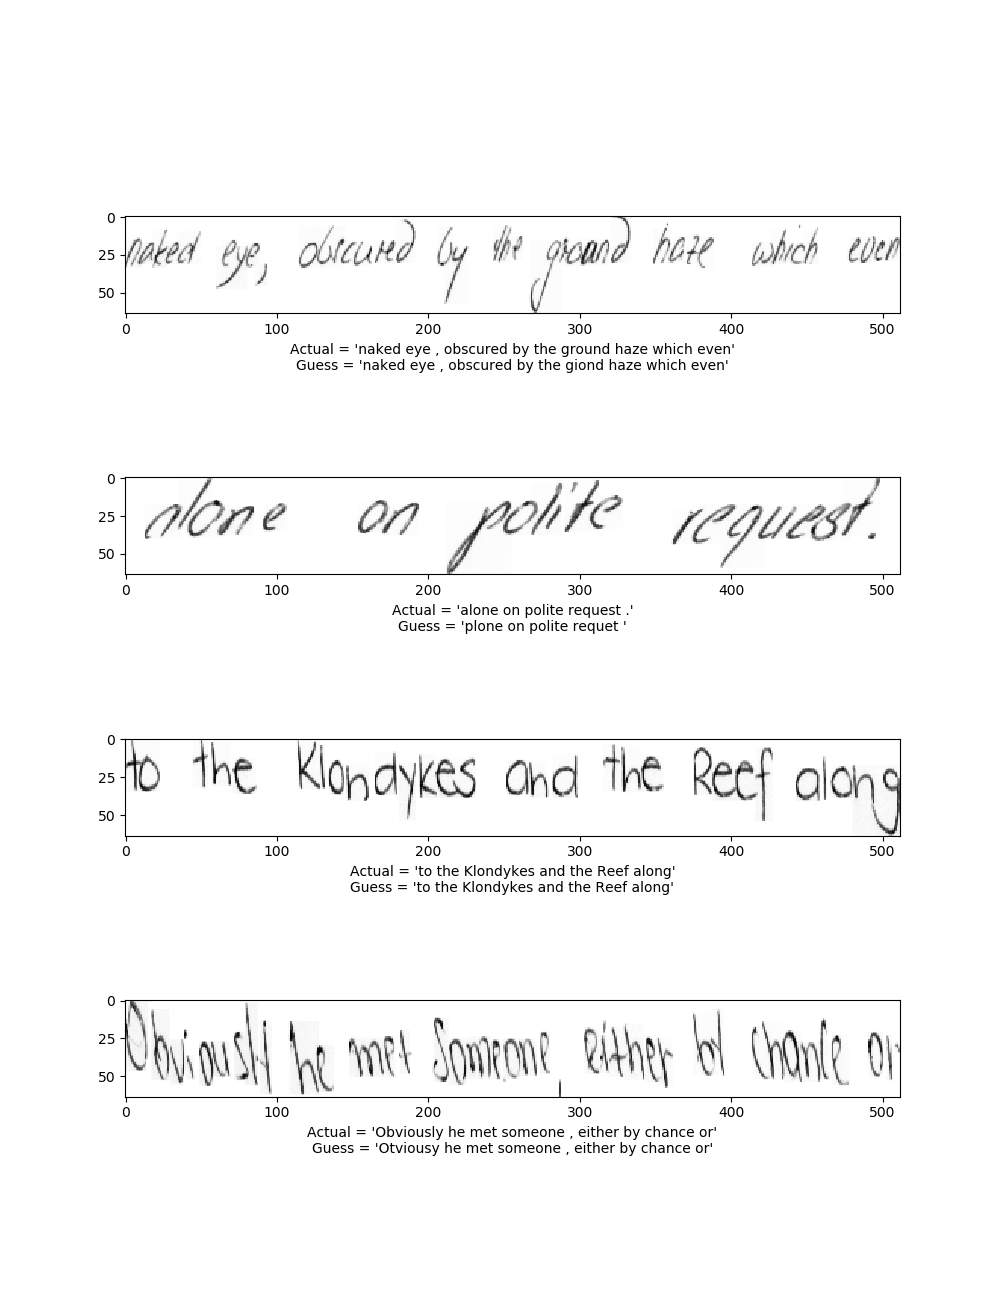 0
25
50
naked eye, obscured by the ground haze which even
0 100 200 300 400 500
Actual = 'naked eye , obscured by the ground haze which even'
Guess = 'naked eye , obscured by the giond haze which even'
0
25
50
alone on polite request.
0 100 200 300 400 500
Actual = 'alone on polite request .'
Guess = 'plone on polite requet '
0
25
50
to the Klondykes and the Reef along
0 100 200 300 400 500
Actual = 'to the Klondykes and the Reef along'
Guess = 'to the Klondykes and the Reef along'
0
25
50
Obviously he met Someone, either by chance or
0 100 200 300 400 500
Actual = 'Obviously he met someone , either by chance or'
Guess = 'Otviousy he met someone , either by chance or'